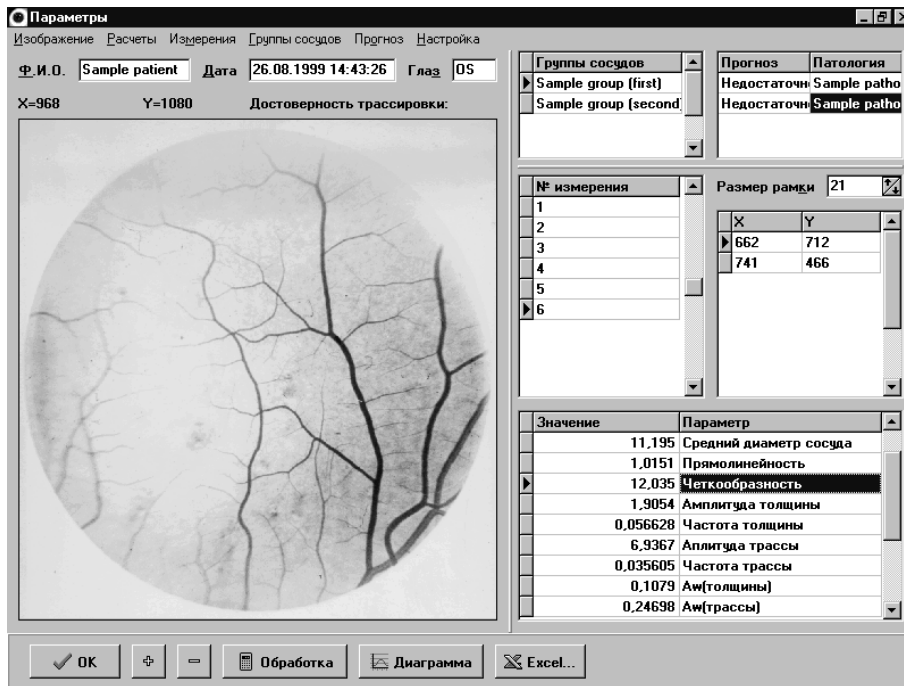 Параметры
Изображение Расчеты Измерения Группы сосудов Прогноз Настройка
Ф.И.О. Sample patient Дата 26.08.1999 14:43:26 Глаз OS
X=968 Y=1080 Достоверность трассировки:
Группы сосудов
Sample group (first)
Sample group (second)
Прогноз Патология
Недостаточн Sample patho
Недостаточн Sample patho
№ измерения
1
2
3
4
5
6
Размер рамки 21
X Y
662 712
741 466
Значение Параметр
11,195 Средний диаметр сосуда
1,0151 Прямолинейность
12,035 Четкообразность
1,9054 Амплитуда толщины
0,056628 Частота толщины
6,9367 Аплитуда трассы
0,035605 Частота трассы
0,1079 Aw(толщины)
0,24698 Aw(трассы)
OK + − Обработка Диаграмма Excel...